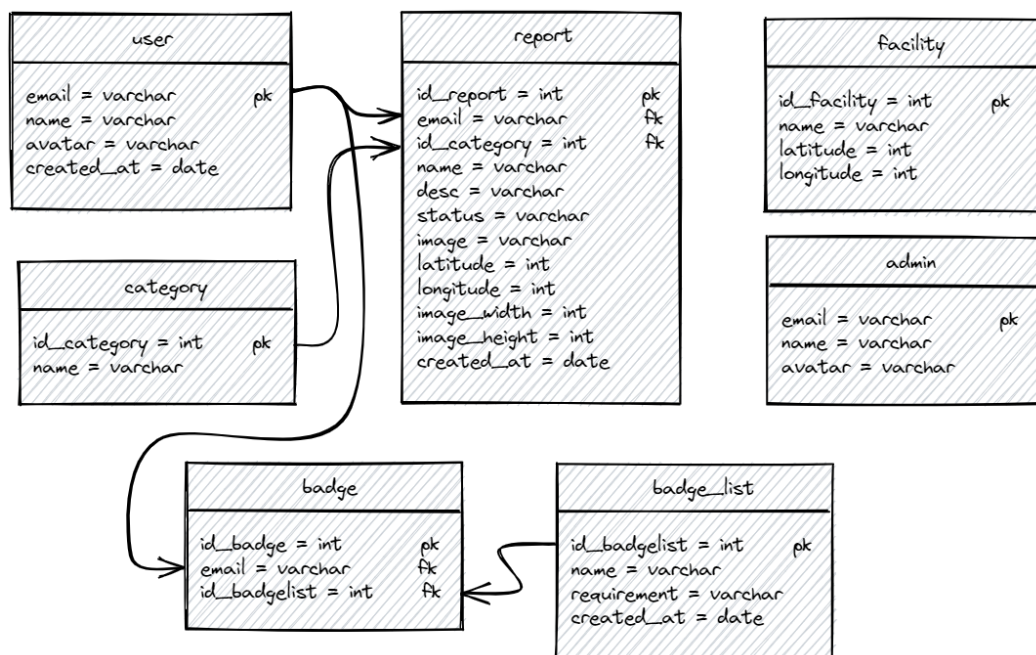 user
email = varchar pk
name = varchar
avatar = varchar
created_at = date
report
id_report = int pk
email = varchar fk
id_category = int fk
name = varchar
desc = varchar
status = varchar
image = varchar
latitude = int
longitude = int
image_width = int
image_height = int
created_at = date
facility
id_facility = int pk
name = varchar
latitude = int
longitude = int
category
id_category = int pk
name = varchar
admin
email = varchar pk
name = varchar
avatar = varchar
badge
id_badge = int pk
email = varchar fk
id_badgelist = int fk
badge_list
id_badgelist = int pk
name = varchar
requirement = varchar
created_at = date